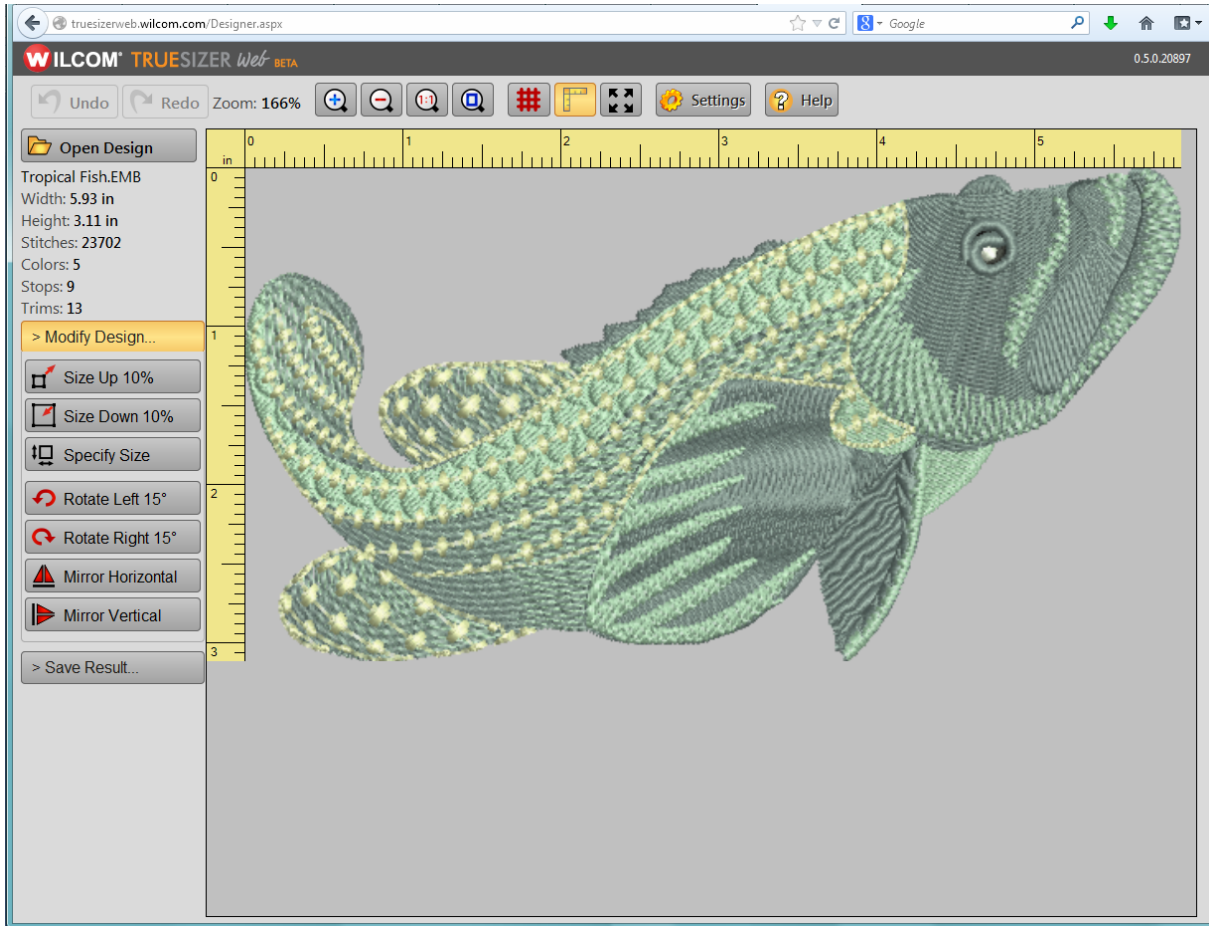 truesizerweb.wilcom.com/Designer.aspx
Google
WILCOM® TRUESIZER Web BETA
0.5.0.20897
Undo
Redo
Zoom: 166%
1:1
Settings
Help
Open Design
Tropical Fish.EMB
Width: 5.93 in
Height: 3.11 in
Stitches: 23702
Colors: 5
Stops: 9
Trims: 13
> Modify Design...
Size Up 10%
Size Down 10%
Specify Size
Rotate Left 15°
Rotate Right 15°
Mirror Horizontal
Mirror Vertical
> Save Result...
in
0 1 2 3 4 5
0
1
2
3